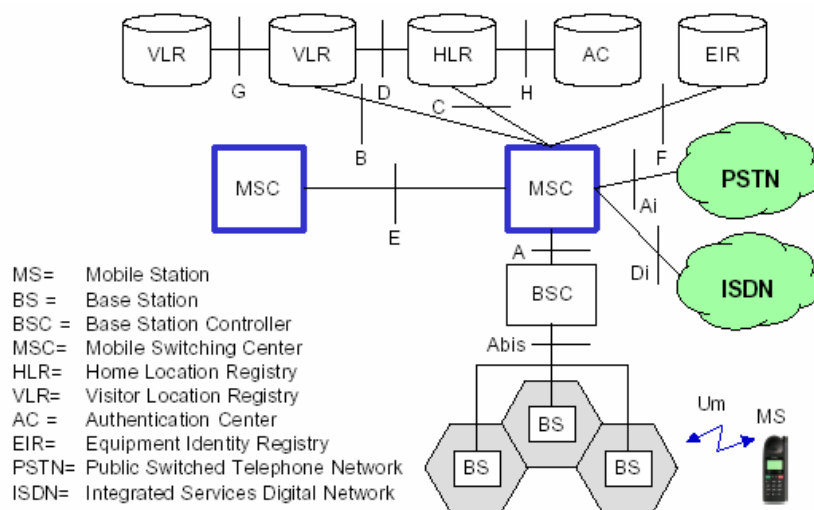 VLR VLR HLR AC EIR
G D C H
B F
MSC MSC PSTN
E Ai
A Di
BSC ISDN
Abis
MS= Mobile Station
BS = Base Station
BSC = Base Station Controller
MSC= Mobile Switching Center
HLR= Home Location Registry
VLR= Visitor Location Registry
AC = Authentication Center
EIR= Equipment Identity Registry
PSTN= Public Switched Telephone Network
ISDN= Integrated Services Digital Network
Um MS
BS
BS BS